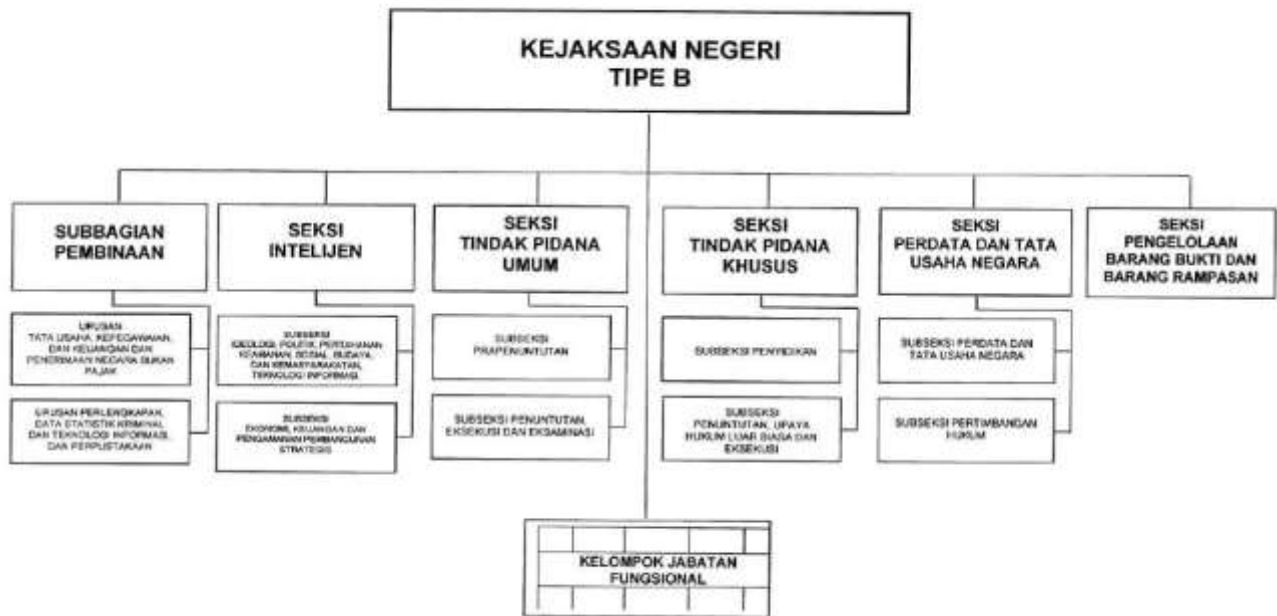 KEJAKSAAN NEGERI
TIPE B
SUBBAGIAN
PEMBINAAN
SEKSI
INTELIJEN
SEKSI
TINDAK PIDANA
UMUM
SEKSI
TINDAK PIDANA
KHUSUS
SEKSI
PERDATA DAN TATA
USAHA NEGARA
SEKSI
PENGELOLAAN
BARANG BUKTI DAN
BARANG RAMPASAN
URUSAN
TATA USAHA, KEPEGAWAIAN,
DAN KEUANGAN DAN
PENERIMAAN NEGARA BUKAN
PAJAK
SUBSEKSI
IDEOLOGI, POLITIK, PERTAHANAN
KEAMANAN, SOSIAL, BUDAYA,
DAN KEMASYARAKATAN,
TEKNOLOGI INFORMASI,
SUBSEKSI
PRAPENUNTUTAN
SUBSEKSI PENYIDIKAN
SUBSEKSI PERDATA DAN
TATA USAHA NEGARA
URUSAN PERLENGKAPAN,
DATA STATISTIK KRIMINAL
DAN TEKNOLOGI INFORMASI,
DAN PERPUSTAKAAN
SUBSEKSI
EKONOMI, KEUANGAN DAN
PENGAMANAN PEMBANGUNAN
STRATEGIS
SUBSEKSI PENUNTUTAN,
EKSEKUSI DAN EKSAMINASI
SUBSEKSI
PENUNTUTAN, UPAYA
HUKUM LUAR BIASA DAN
EKSEKUSI
SUBSEKSI PERTIMBANGAN
HUKUM
KELOMPOK JABATAN
FUNGSIONAL